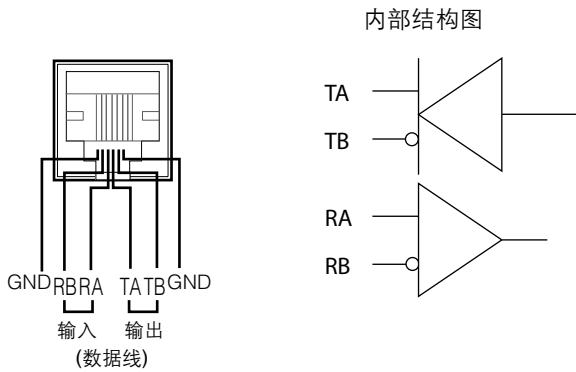 内部结构图
TA
TB
RA
RB
GND RB RA TA TB GND
输入 输出
(数据线)